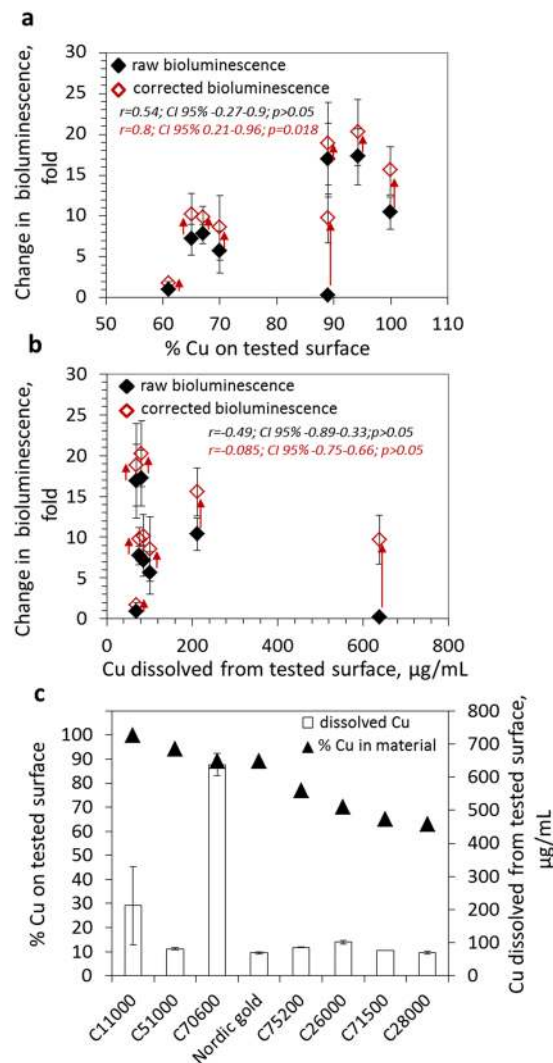 a
Change in bioluminescence,
fold
30
25
20
15
10
5
0
raw bioluminescence
corrected bioluminescence
r=0.54; CI 95% -0.27-0.9; p>0.05
r=0.8; CI 95% 0.21-0.96; p=0.018
50 60 70 80 90 100 110
% Cu on tested surface
b
Change in bioluminescence,
fold
30
25
20
15
10
5
0
raw bioluminescence
corrected bioluminescence
r=-0.49; CI 95% -0.89-0.33;p>0.05
r=-0.085; CI 95% -0.75-0.66; p>0.05
0 200 400 600 800
Cu dissolved from tested surface, µg/mL
c
% Cu on tested surface
100
90
80
70
60
50
40
30
20
10
0
dissolved Cu
% Cu in material
800
700
600
500
400
300
200
100
0
Cu dissolved from tested surface,
µg/mL
C11000 C51000 C70600 Nordic gold C75200 C26000 C71500 C28000